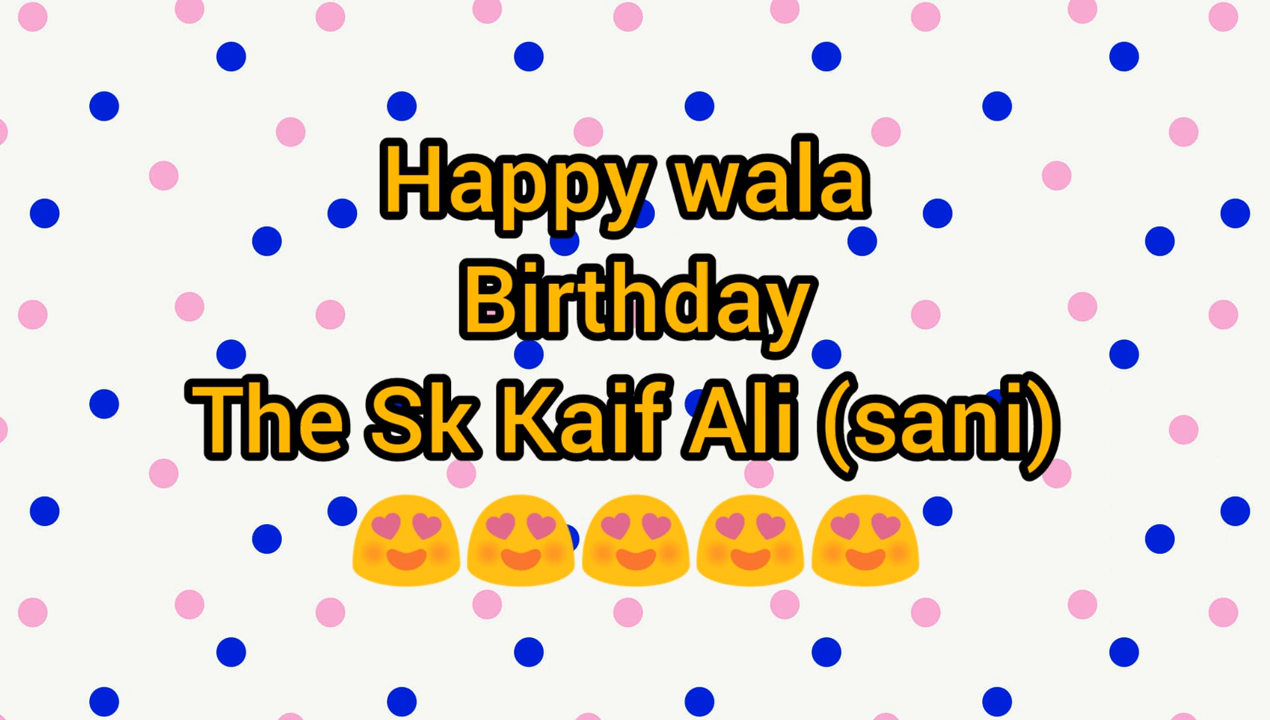 Happy wala
Birthday
The Sk Kaif Ali (sani)
😍😍😍😍😍